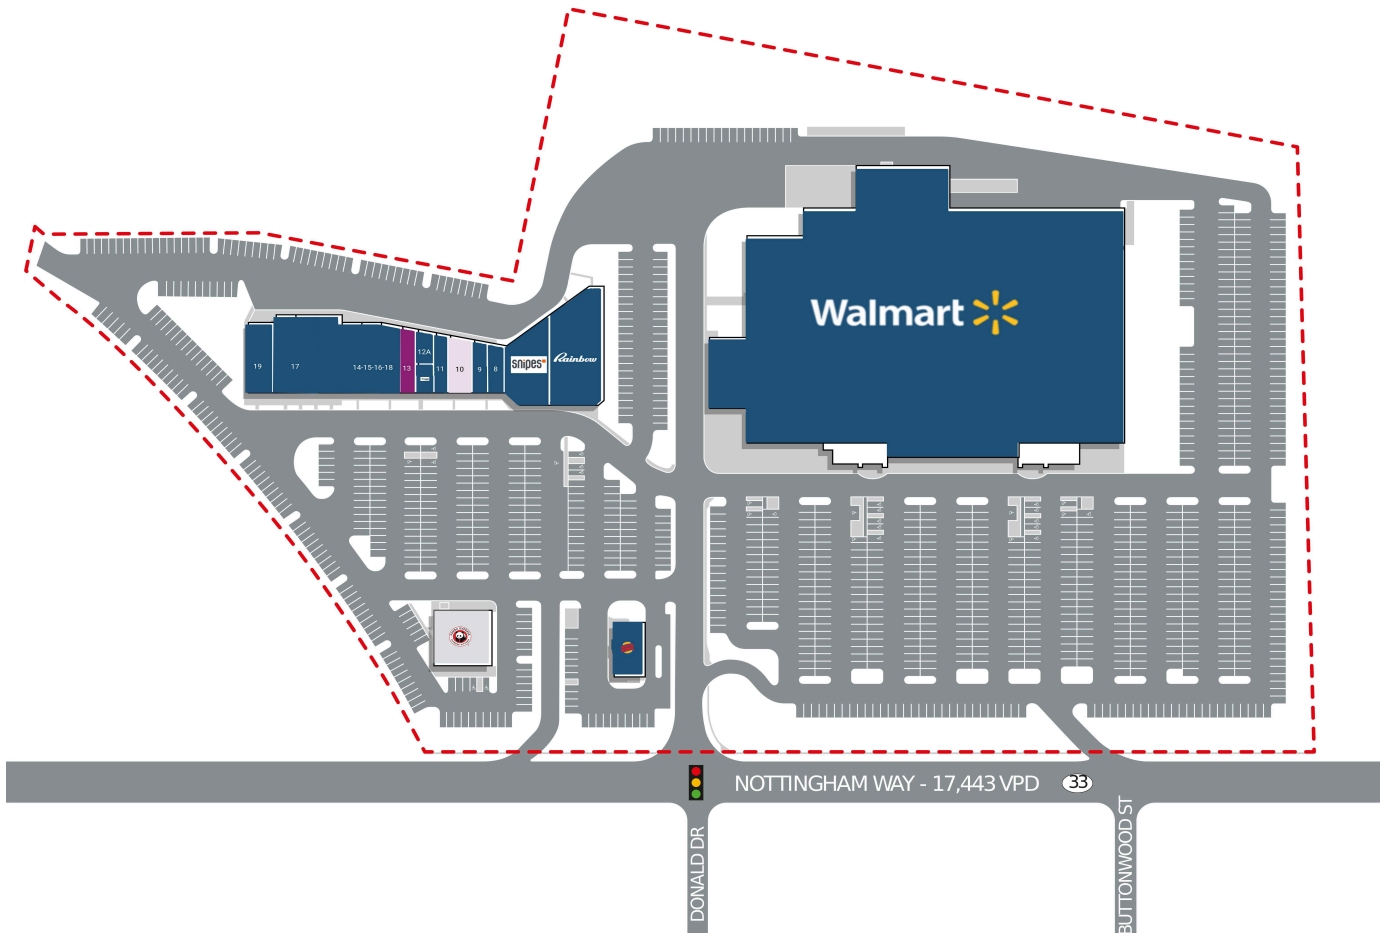 Walmart
Rainbow
snipes
12A
19
17
14-15-16-18
13
11
10
9
8
NOTTINGHAM WAY - 17,443 VPD
33
DONALD DR
BUTTONWOOD ST